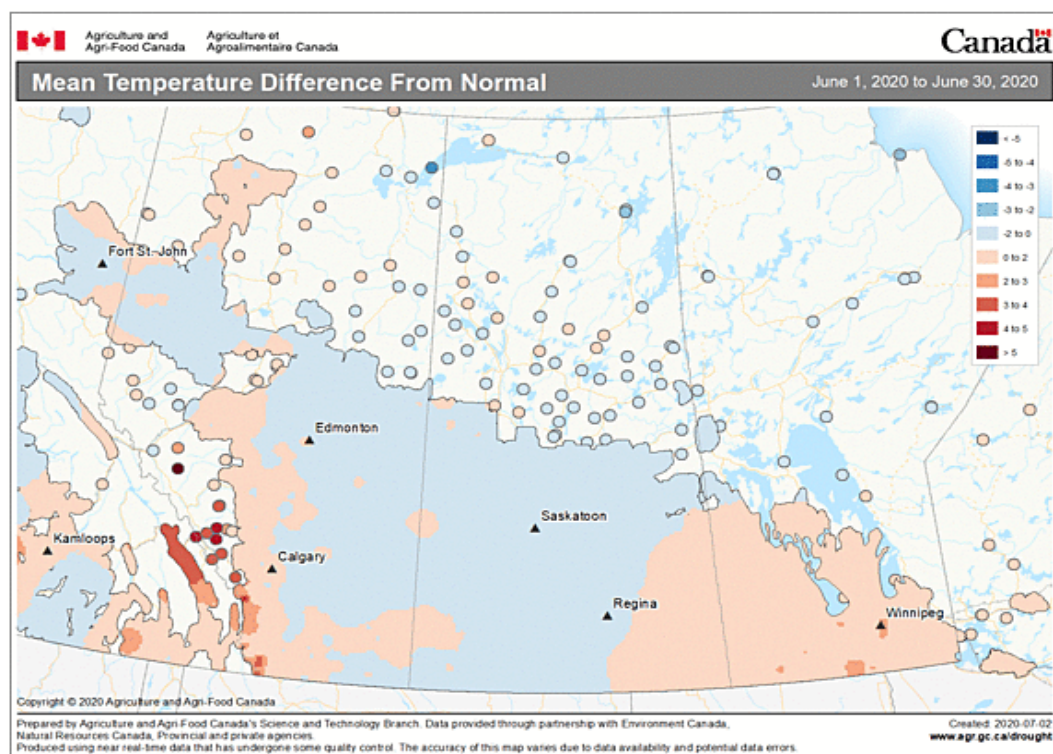 Agriculture and Agriculture et
Agri-Food Canada Agroalimentaire Canada
Canada
Mean Temperature Difference From Normal June 1, 2020 to June 30, 2020
< -5
-5 to -4
-4 to -3
-3 to -2
-2 to 0
0 to 2
2 to 3
3 to 4
4 to 5
> 5
Fort St. John
Edmonton
Saskatoon
Kamloops
Calgary
Regina
Winnipeg
Copyright © 2020 Agriculture and Agri-Food Canada
Prepared by Agriculture and Agri-Food Canada's Science and Technology Branch. Data provided through partnership with Environment Canada,
Natural Resources Canada, Provincial and private agencies.
Produced using near real-time data that has undergone some quality control. The accuracy of this map varies due to data availability and potential data errors.
Created: 2020-07-02
www.agr.gc.ca/drought